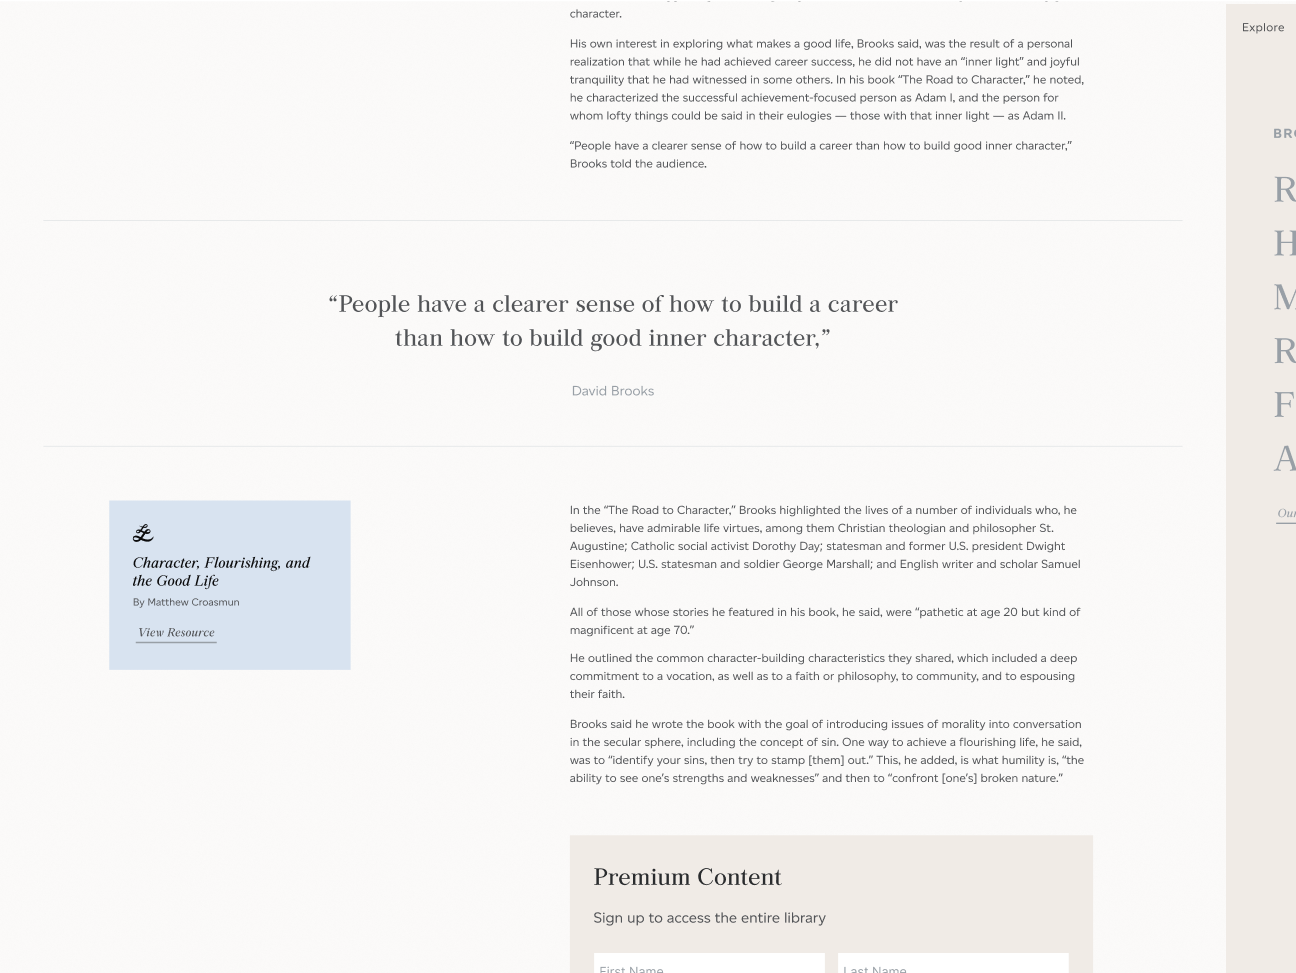 character.
His own interest in exploring what makes a good life, Brooks said, was the result of a personal
realization that while he had achieved career success, he did not have an “inner light” and joyful
tranquility that he had witnessed in some others. In his book “The Road to Character,” he noted,
he characterized the successful achievement-focused person as Adam I, and the person for
whom lofty things could be said in their eulogies — those with that inner light — as Adam II.
“People have a clearer sense of how to build a career than how to build good inner character,”
Brooks told the audience.
“People have a clearer sense of how to build a career
than how to build good inner character,”
David Brooks
Character, Flourishing, and
the Good Life
By Matthew Croasmun
View Resource
In the “The Road to Character,” Brooks highlighted the lives of a number of individuals who, he
believes, have admirable life virtues, among them Christian theologian and philosopher St.
Augustine; Catholic social activist Dorothy Day; statesman and former U.S. president Dwight
Eisenhower; U.S. statesman and soldier George Marshall; and English writer and scholar Samuel
Johnson.
All of those whose stories he featured in his book, he said, were “pathetic at age 20 but kind of
magnificent at age 70.”
He outlined the common character-building characteristics they shared, which included a deep
commitment to a vocation, as well as to a faith or philosophy, to community, and to espousing
their faith.
Brooks said he wrote the book with the goal of introducing issues of morality into conversation
in the secular sphere, including the concept of sin. One way to achieve a flourishing life, he said,
was to “identify your sins, then try to stamp [them] out.” This, he added, is what humility is, “the
ability to see one’s strengths and weaknesses” and then to “confront [one’s] broken nature.”
Premium Content
Sign up to access the entire library
First Name
Last Name
Explore
R
H
M
R
F
A